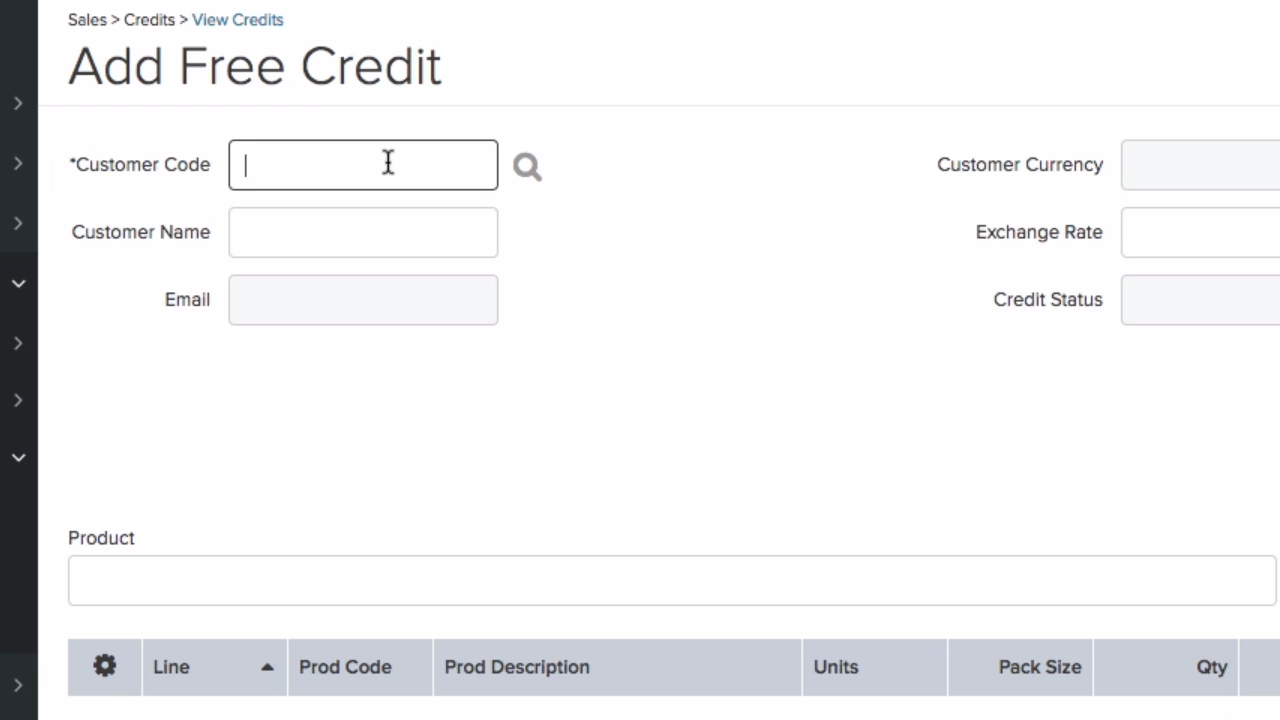 Sales > Credits > View Credits
Add Free Credit
*Customer Code
Customer Currency
Customer Name
Exchange Rate
Email
Credit Status
Product
Line Prod Code Prod Description Units Pack Size Qty